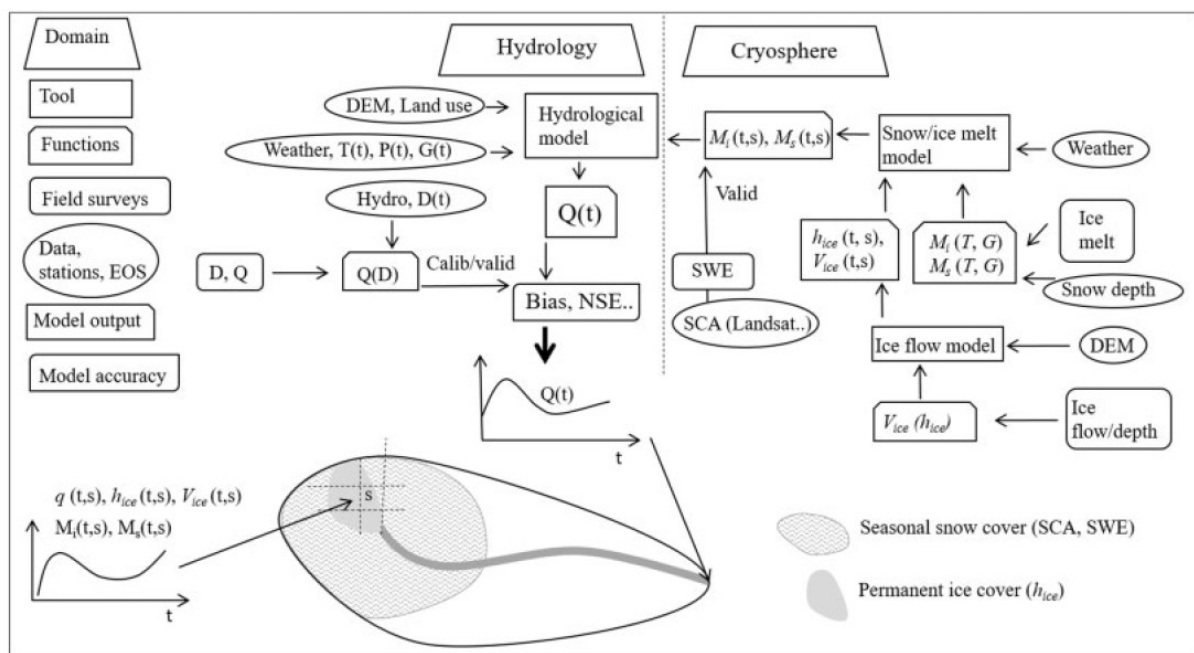 Domain
Tool
Functions
Field surveys
Data,
stations, EOS
Model output
Model accuracy
Hydrology
DEM, Land use
Hydrological
model
Weather, T(t), P(t), G(t)
Hydro, D(t)
Q(t)
D, Q
Q(D)
Calib/valid
Bias, NSE..
Q(t)
t
Cryosphere
Mi(t,s), Ms(t,s)
Snow/ice melt
model
Weather
Valid
SWE
SCA (Landsat..)
hice (t, s),
Vice (t,s)
Mi (T, G)
Ms (T, G)
Ice
melt
Snow depth
Ice flow model
DEM
Vice (hice)
Ice
flow/depth
q (t,s), hice (t,s), Vice (t,s)
Mi(t,s), Ms(t,s)
t
s
Seasonal snow cover (SCA, SWE)
Permanent ice cover (hice)